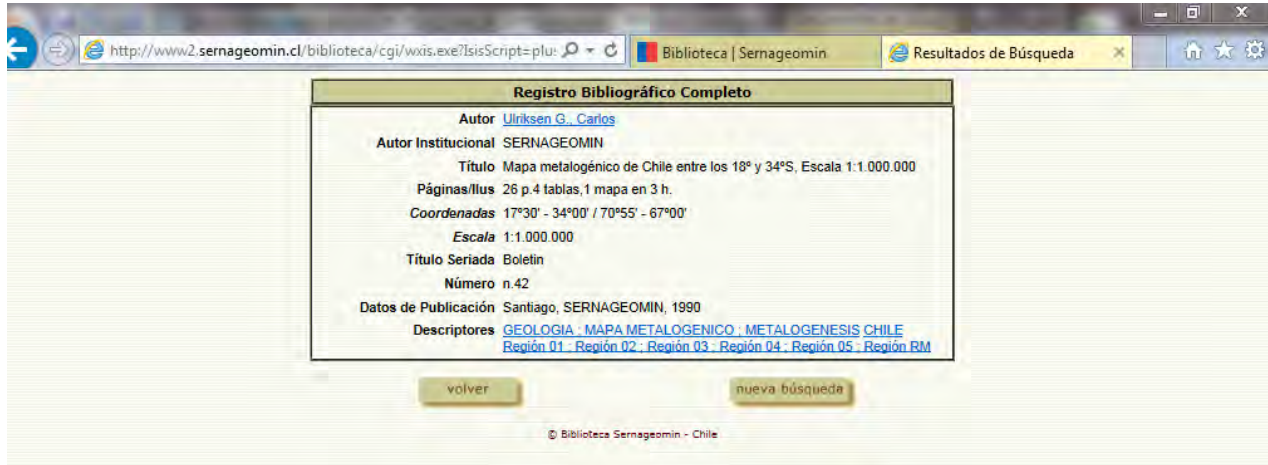 http://www2.sernageomin.cl/biblioteca/cgi/wxis.exe?IsisScript=plu: Biblioteca | Sernageomin Resultados de Búsqueda
Registro Bibliográfico Completo
Autor Ulriksen G., Carlos
Autor Institucional SERNAGEOMIN
Título Mapa metalogénico de Chile entre los 18º y 34ºS, Escala 1:1.000.000
Páginas/Ilus 26 p.4 tablas,1 mapa en 3 h.
Coordenadas 17º30' - 34º00' / 70º55' - 67º00'
Escala 1:1.000.000
Título Seriada Boletin
Número n.42
Datos de Publicación Santiago, SERNAGEOMIN, 1990
Descriptores GEOLOGIA ; MAPA METALOGENICO ; METALOGENESIS CHILE
Región 01 ; Región 02 ; Región 03 ; Región 04 ; Región 05 ; Región RM
volver nueva búsqueda
© Biblioteca Sernageomin - Chile